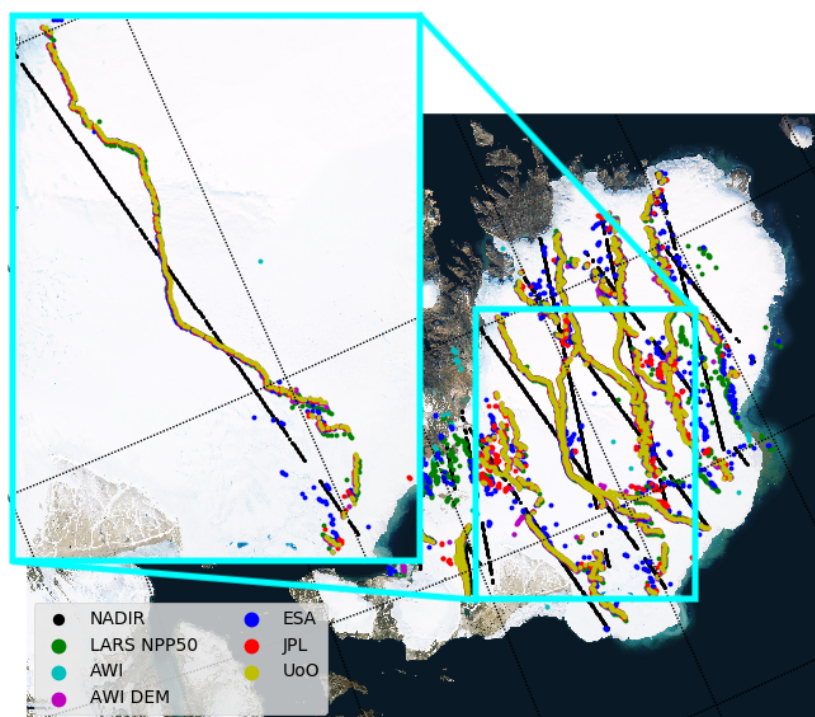 NADIR
LARS NPP50
AWI
AWI DEM
ESA
JPL
UoO